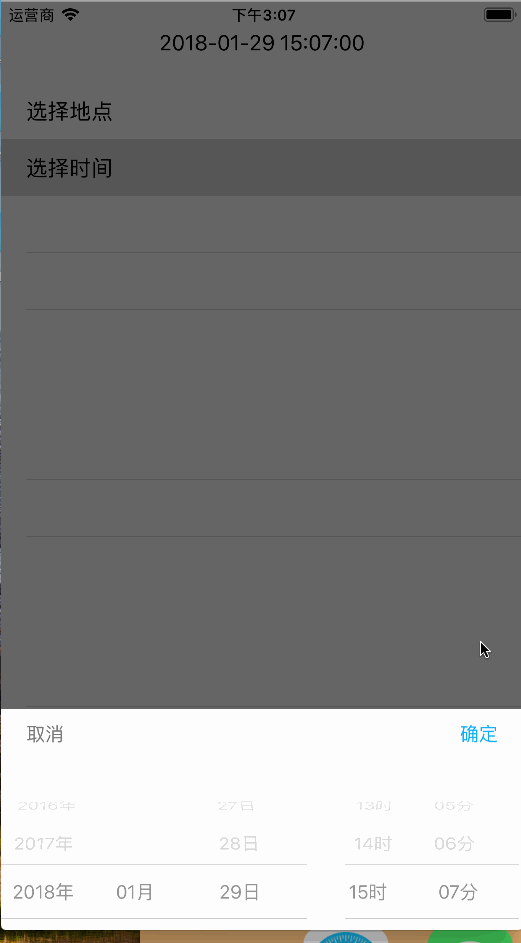 运营商 下午3:07
2018-01-29 15:07:00
选择地点
选择时间
取消 确定
2016年 27日 13时 05分
2017年 28日 14时 06分
2018年 01月 29日 15时 07分